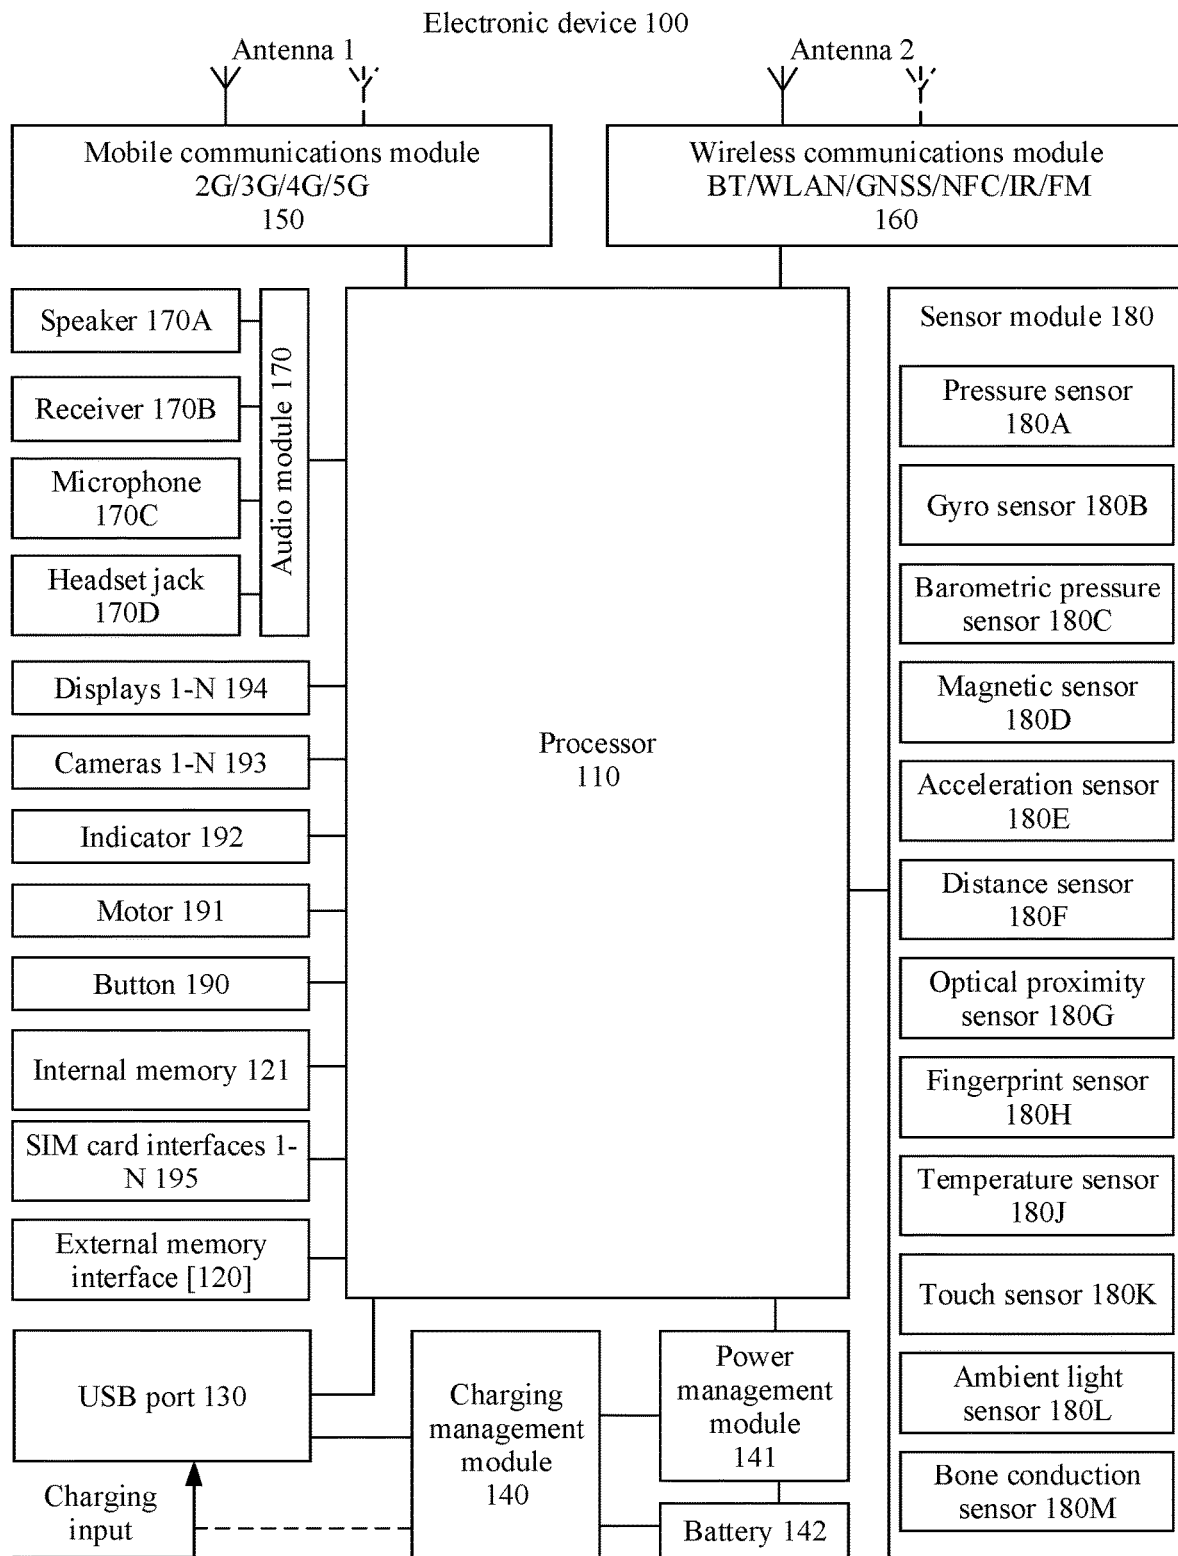 Electronic device 100
Antenna 1
Antenna 2
Mobile communications module
2G/3G/4G/5G
150
Wireless communications module
BT/WLAN/GNSS/NFC/IR/FM
160
Speaker 170A
Receiver 170B
Microphone
170C
Headset jack
170D
Audio module 170
Displays 1-N 194
Cameras 1-N 193
Indicator 192
Motor 191
Button 190
Internal memory 121
SIM card interfaces 1-
N 195
External memory
interface [120]
Processor
110
Sensor module 180
Pressure sensor
180A
Gyro sensor 180B
Barometric pressure
sensor 180C
Magnetic sensor
180D
Acceleration sensor
180E
Distance sensor
180F
Optical proximity
sensor 180G
Fingerprint sensor
180H
Temperature sensor
180J
Touch sensor 180K
Ambient light
sensor 180L
Bone conduction
sensor 180M
USB port 130
Charging
input
Charging
management
module
140
Power
management
module
141
Battery 142